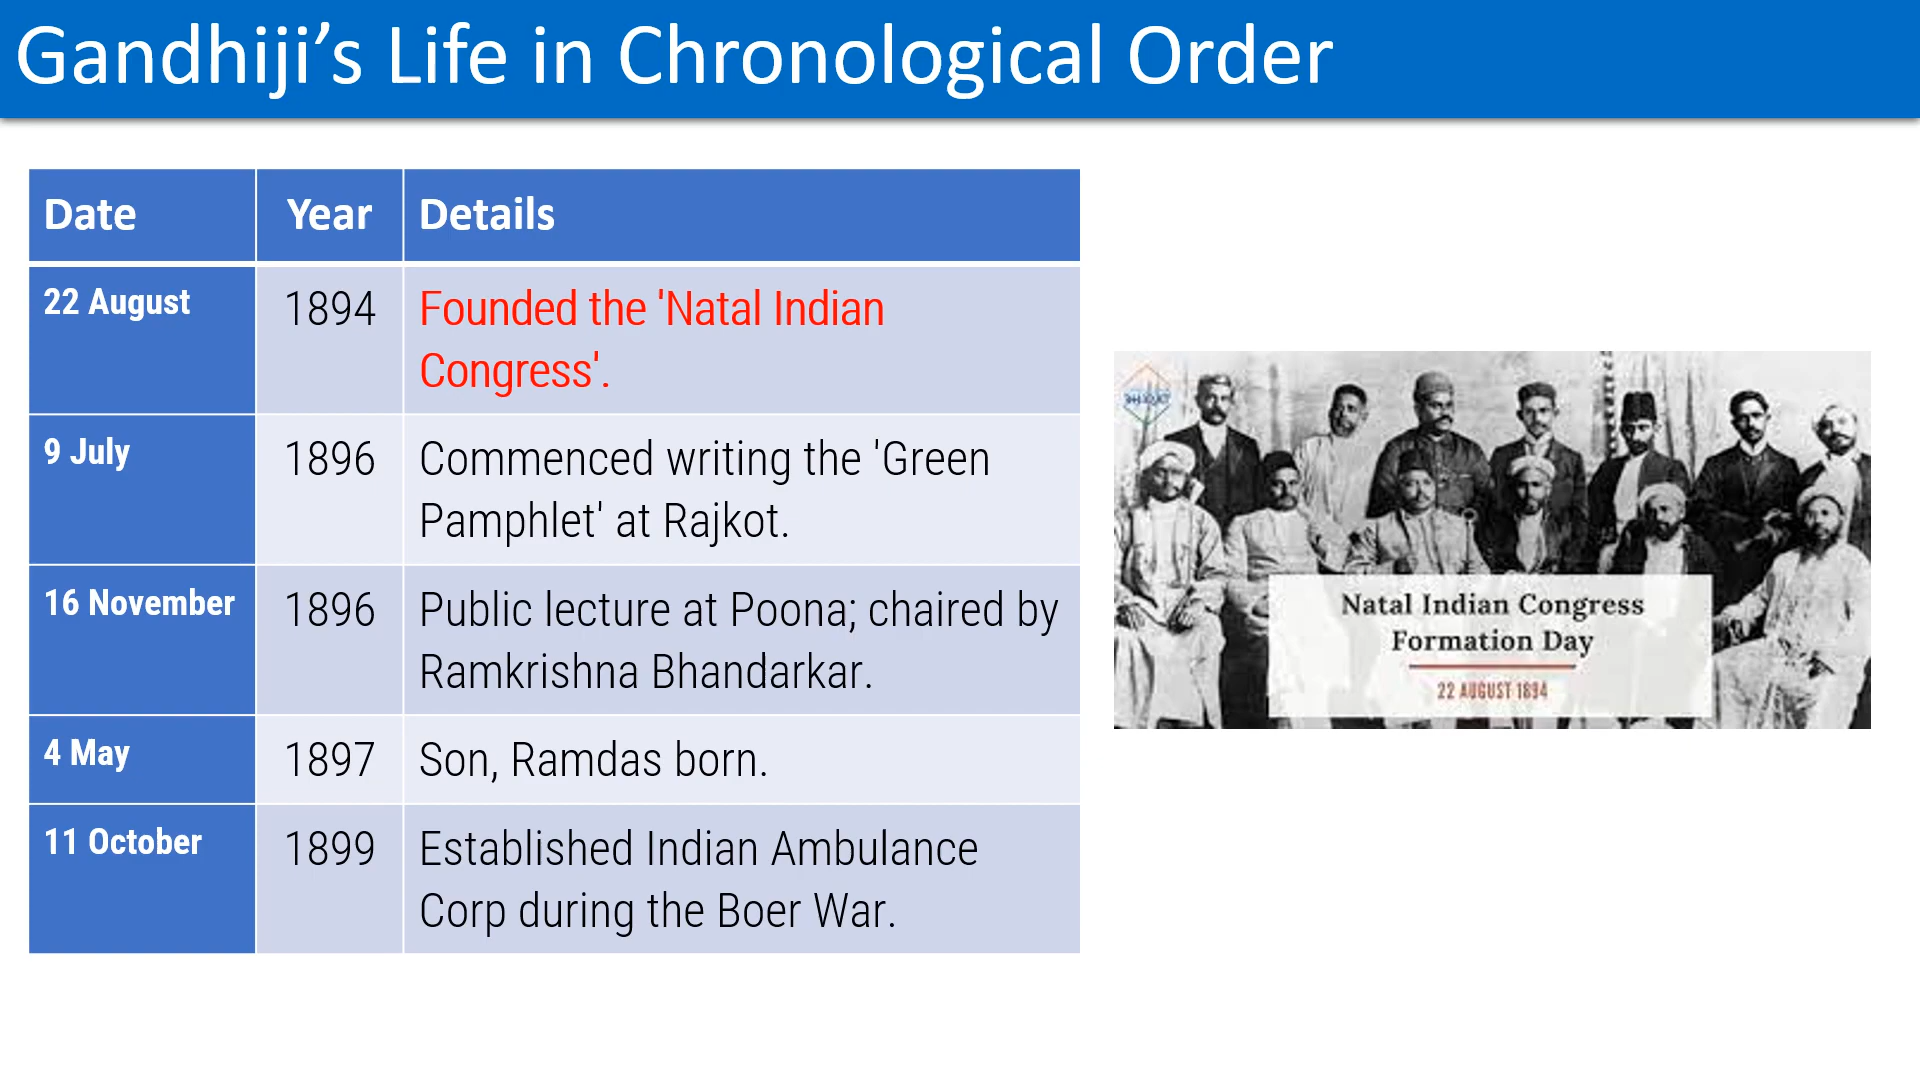 Gandhiji’s Life in Chronological Order
Date Year Details
22 August 1894 Founded the 'Natal Indian
Congress'.
9 July 1896 Commenced writing the 'Green
Pamphlet' at Rajkot.
16 November 1896 Public lecture at Poona; chaired by
Ramkrishna Bhandarkar.
4 May 1897 Son, Ramdas born.
11 October 1899 Established Indian Ambulance
Corp during the Boer War.
Natal Indian Congress
Formation Day
22 AUGUST 1894